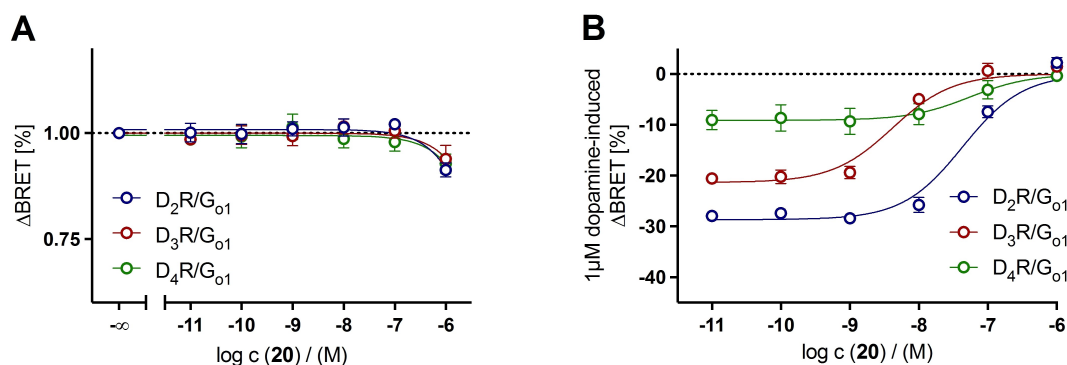 A
ΔBRET [%]
1.00
0.75
D2R/Go1
D3R/Go1
D4R/Go1
-∞ -11 -10 -9 -8 -7 -6
log c (20) / (M)
B
1µM dopamine-induced
ΔBRET [%]
0
-10
-20
-30
-40
D2R/Go1
D3R/Go1
D4R/Go1
-11 -10 -9 -8 -7 -6
log c (20) / (M)